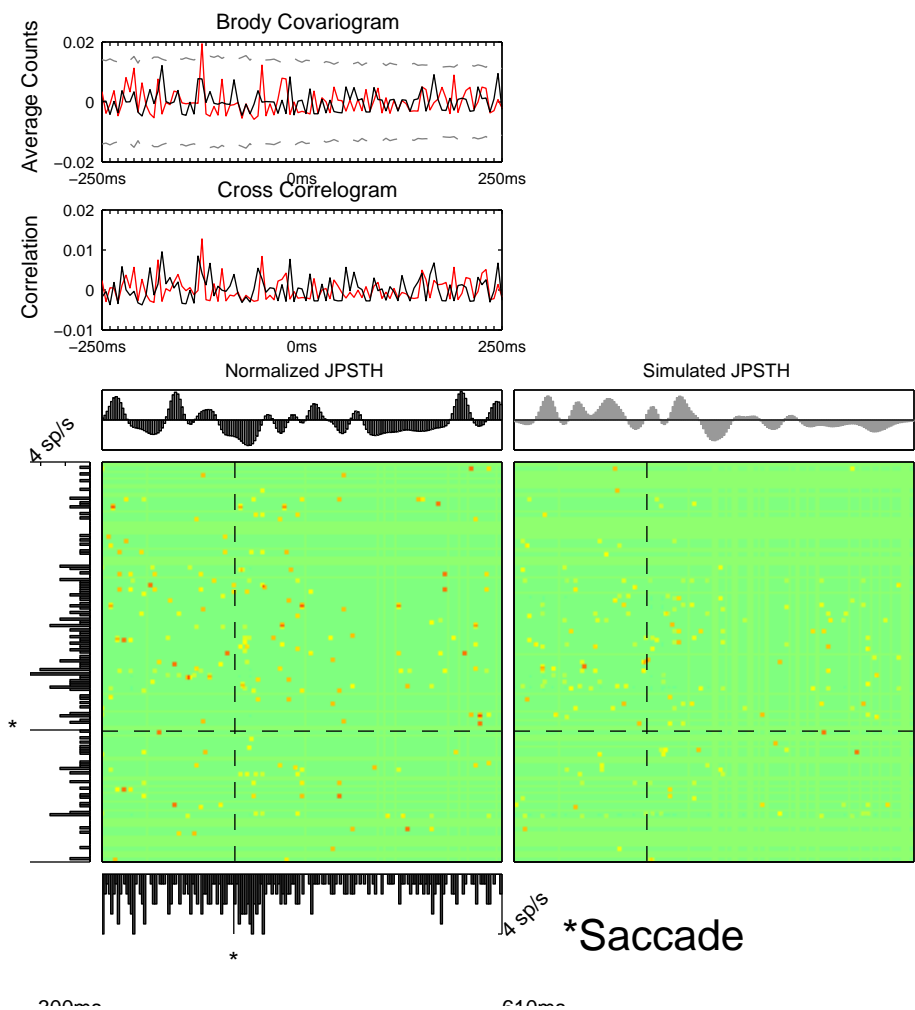 Brody Covariogram
Average Counts
0.02
0
−0.02
−250ms
0ms
250ms
Cross Correlogram
Correlation
0.02
0.01
0
−0.01
−250ms
0ms
250ms
Normalized JPSTH
Simulated JPSTH
4 sp/s
*
4 sp/s
*Saccade
*
610ms